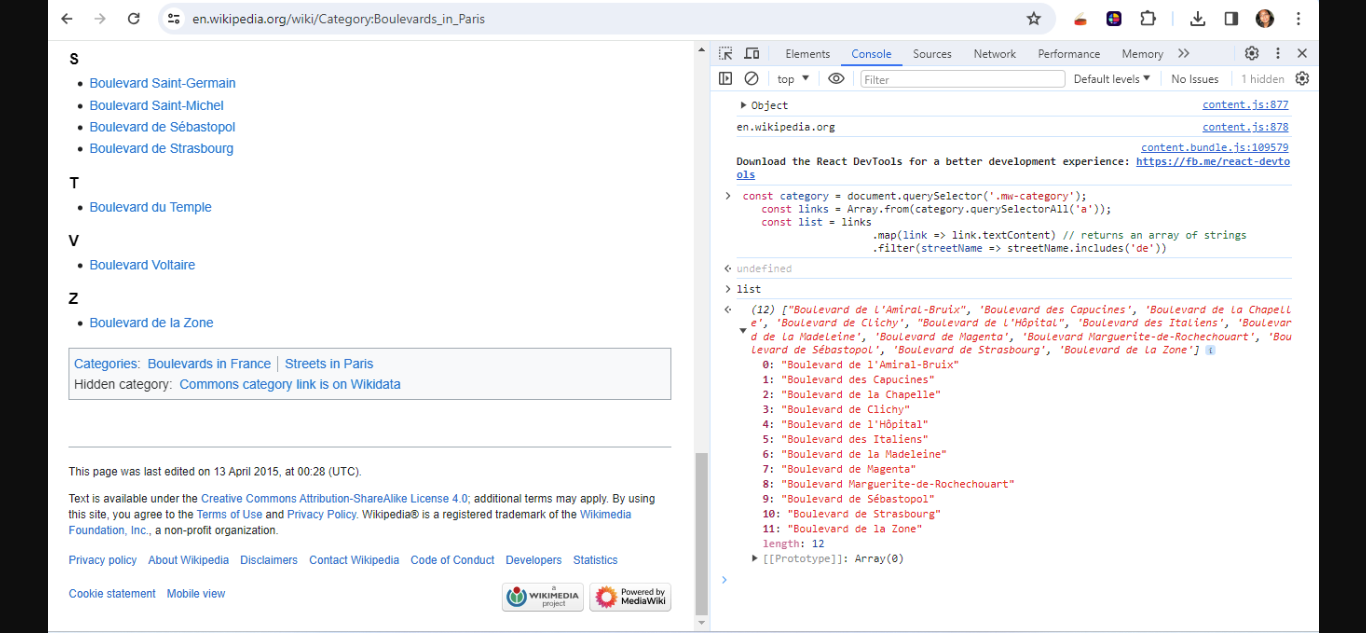 en.wikipedia.org/wiki/Category:Boulevards_in_Paris
S
Boulevard Saint-Germain
Boulevard Saint-Michel
Boulevard de Sébastopol
Boulevard de Strasbourg
T
Boulevard du Temple
V
Boulevard Voltaire
Z
Boulevard de la Zone
Categories: Boulevards in France | Streets in Paris
Hidden category: Commons category link is on Wikidata
This page was last edited on 13 April 2015, at 00:28 (UTC).
Text is available under the Creative Commons Attribution-ShareAlike License 4.0; additional terms may apply. By using
this site, you agree to the Terms of Use and Privacy Policy. Wikipedia® is a registered trademark of the Wikimedia
Foundation, Inc., a non-profit organization.
Privacy policy About Wikipedia Disclaimers Contact Wikipedia Code of Conduct Developers Statistics
Cookie statement Mobile view
a WIKIMEDIA project
Powered by MediaWiki
Elements Console Sources Network Performance Memory
top Filter Default levels No Issues 1 hidden
Object content.js:877
en.wikipedia.org content.js:878
content.bundle.js:109579
Download the React DevTools for a better development experience: https://fb.me/react-devto
ols
const category = document.querySelector('.mw-category');
const links = Array.from(category.querySelectorAll('a'));
const list = links
.map(link => link.textContent) // returns an array of strings
.filter(streetName => streetName.includes('de'))
undefined
list
(12) ["Boulevard de l'Amiral-Bruix", 'Boulevard des Capucines', 'Boulevard de la Chapell
e', 'Boulevard de Clichy', "Boulevard de l'Hôpital", 'Boulevard des Italiens', 'Boulevar
d de la Madeleine', 'Boulevard de Magenta', 'Boulevard Marguerite-de-Rochechouart', 'Bou
levard de Sébastopol', 'Boulevard de Strasbourg', 'Boulevard de la Zone'] i
0: "Boulevard de l'Amiral-Bruix"
1: "Boulevard des Capucines"
2: "Boulevard de la Chapelle"
3: "Boulevard de Clichy"
4: "Boulevard de l'Hôpital"
5: "Boulevard des Italiens"
6: "Boulevard de la Madeleine"
7: "Boulevard de Magenta"
8: "Boulevard Marguerite-de-Rochechouart"
9: "Boulevard de Sébastopol"
10: "Boulevard de Strasbourg"
11: "Boulevard de la Zone"
length: 12
[[Prototype]]: Array(0)